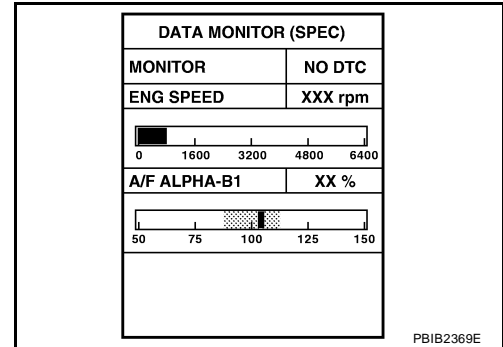 DATA MONITOR (SPEC)
MONITOR NO DTC
ENG SPEED XXX rpm
0 1600 3200 4800 6400
A/F ALPHA-B1 XX %
50 75 100 125 150
PBIB2369E